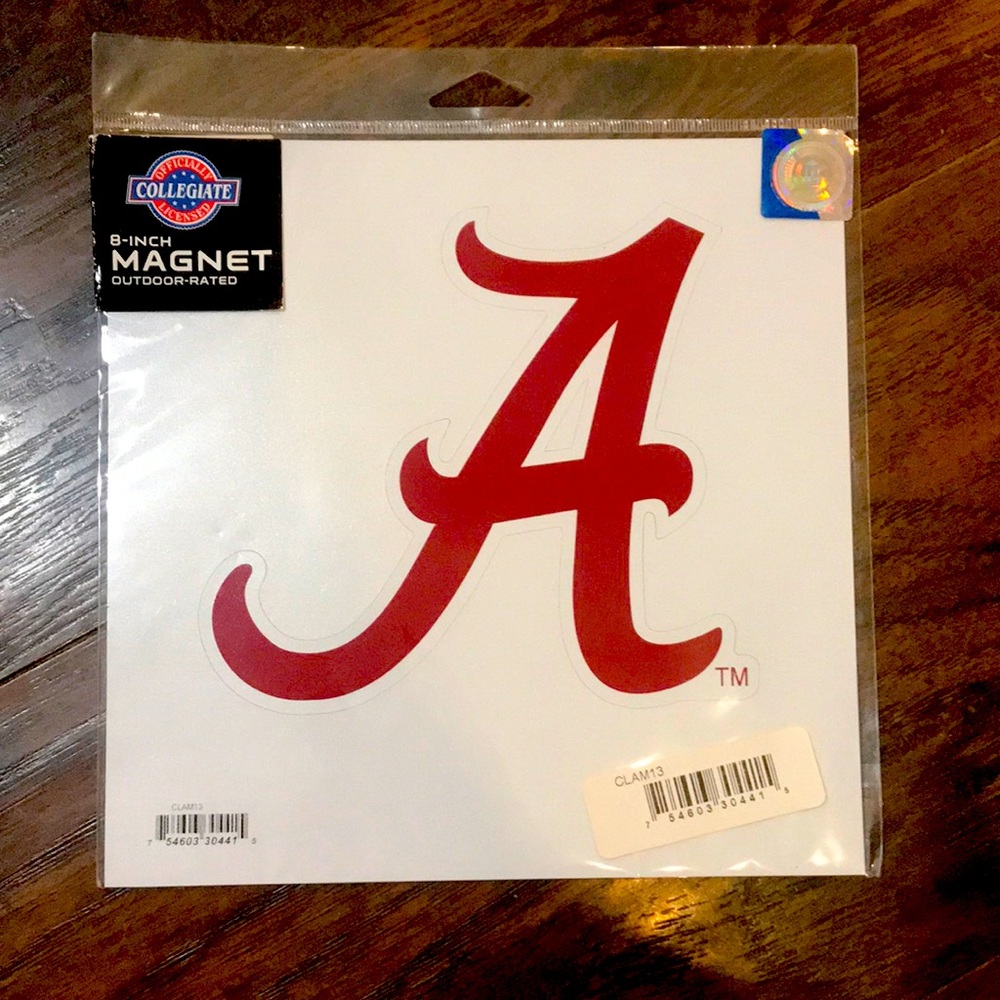 OFFICIALLY
COLLEGIATE
LICENSED
8-INCH
MAGNET
OUTDOOR-RATED
A
TM
CLAM13
7 54603 30441 5
CLAM13
7 54603 30441 5